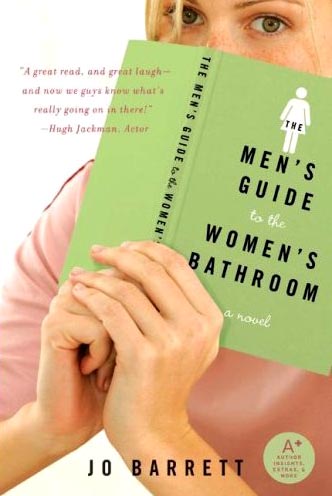 "A great read, and great laugh—
and now we guys know what's
really going on in there!"
—Hugh Jackman, Actor
THE MEN'S GUIDE to the WOMEN'S
THE
MEN'S
GUIDE
to the
WOMEN'S
BATHROOM
a novel
A+
AUTHOR
INSIGHTS,
EXTRAS, &
MORE
JO BARRETT